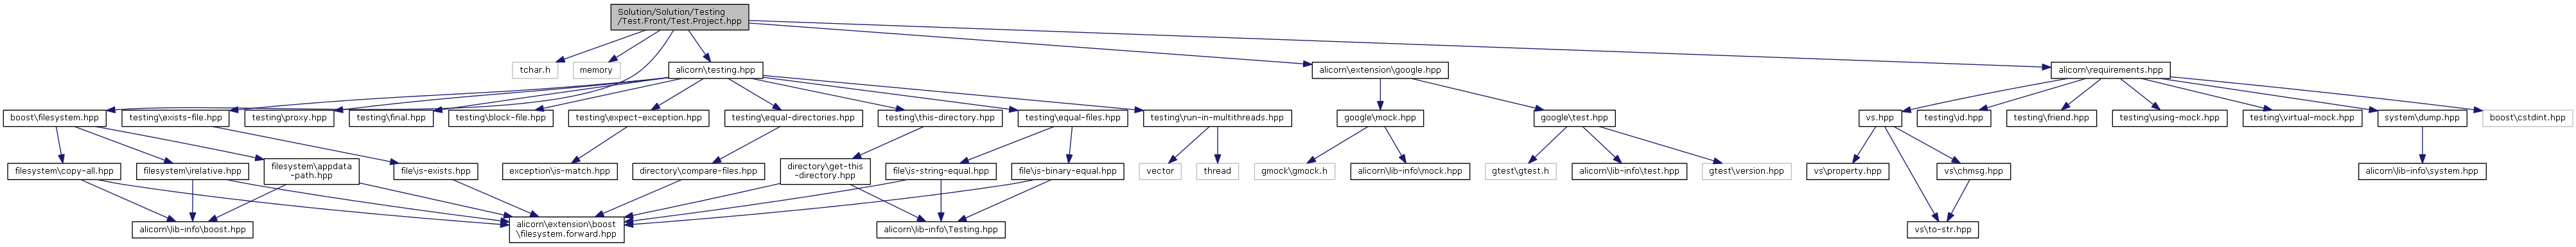 Solution/Solution/Testing
/Test.Front/Test.Project.hpp
tchar.h
memory
alicorn\testing.hpp
alicorn\extension\google.hpp
alicorn\requirements.hpp
boost\filesystem.hpp
testing\exists-file.hpp
testing\proxy.hpp
testing\final.hpp
testing\block-file.hpp
testing\expect-exception.hpp
testing\equal-directories.hpp
testing\this-directory.hpp
testing\equal-files.hpp
testing\run-in-multithreads.hpp
google\mock.hpp
google\test.hpp
vs.hpp
testing\id.hpp
testing\friend.hpp
testing\using-mock.hpp
testing\virtual-mock.hpp
system\dump.hpp
boost\cstdint.hpp
filesystem\copy-all.hpp
filesystem\irelative.hpp
filesystem\appdata
-path.hpp
file\is-exists.hpp
exception\is-match.hpp
directory\compare-files.hpp
directory\get-this
-directory.hpp
file\is-string-equal.hpp
file\is-binary-equal.hpp
vector
thread
gmock\gmock.h
alicorn\lib-info\mock.hpp
gtest\gtest.h
alicorn\lib-info\test.hpp
gtest\version.hpp
vs\property.hpp
vs\chmsg.hpp
alicorn\lib-info\system.hpp
alicorn\lib-info\boost.hpp
alicorn\extension\boost
\filesystem.forward.hpp
alicorn\lib-info\Testing.hpp
vs\to-str.hpp